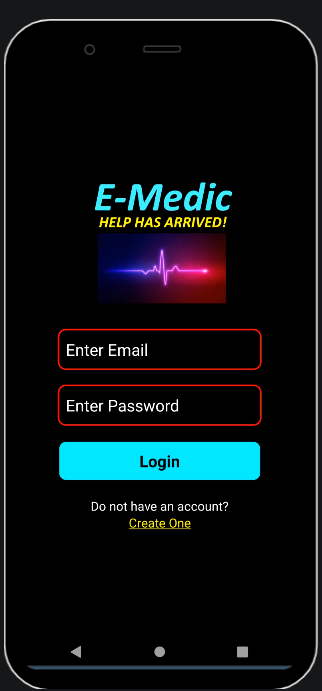 E-Medic
HELP HAS ARRIVED!
Enter Email
Enter Password
Login
Do not have an account?
Create One